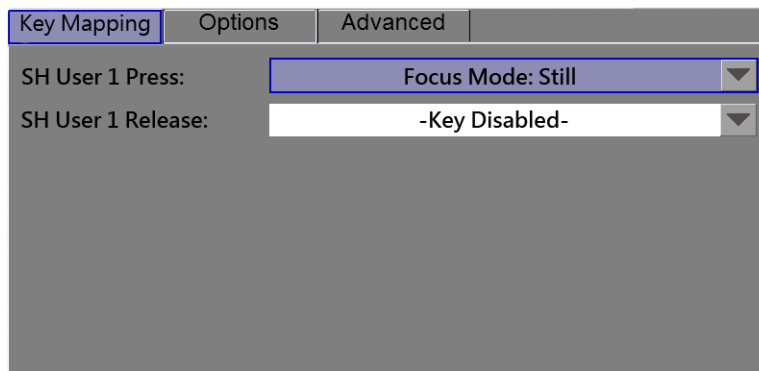 Key Mapping Options Advanced
SH User 1 Press: Focus Mode: Still
SH User 1 Release: -Key Disabled-